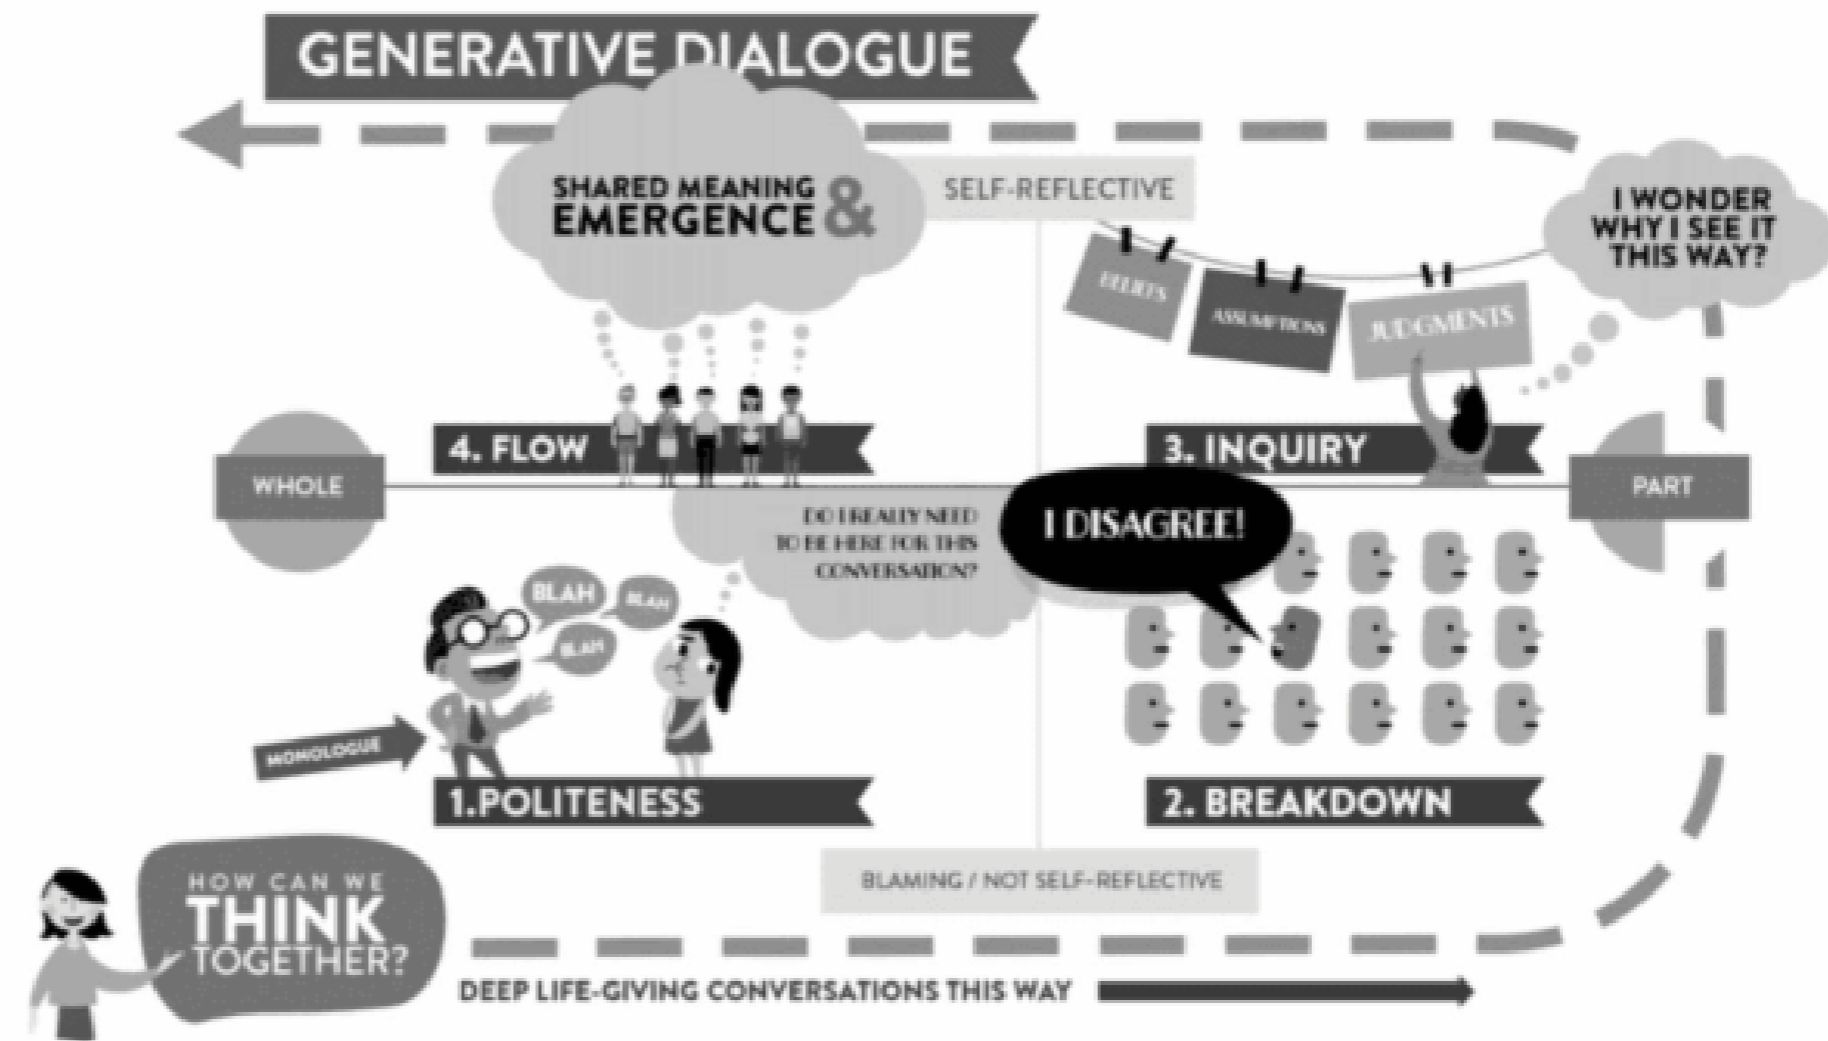 GENERATIVE DIALOGUE
SHARED MEANING &
EMERGENCE
SELF-REFLECTIVE
I WONDER
WHY I SEE IT
THIS WAY?
BELIEFS
ASSUMPTIONS
JUDGMENTS
4. FLOW
3. INQUIRY
WHOLE
PART
DO I REALLY NEED
TO BE HERE FOR THIS
CONVERSATION?
I DISAGREE!
BLAH
BLAH
BLAH
MONOLOGUE
1.POLITENESS
2. BREAKDOWN
BLAMING / NOT SELF-REFLECTIVE
HOW CAN WE
THINK
TOGETHER?
DEEP LIFE-GIVING CONVERSATIONS THIS WAY